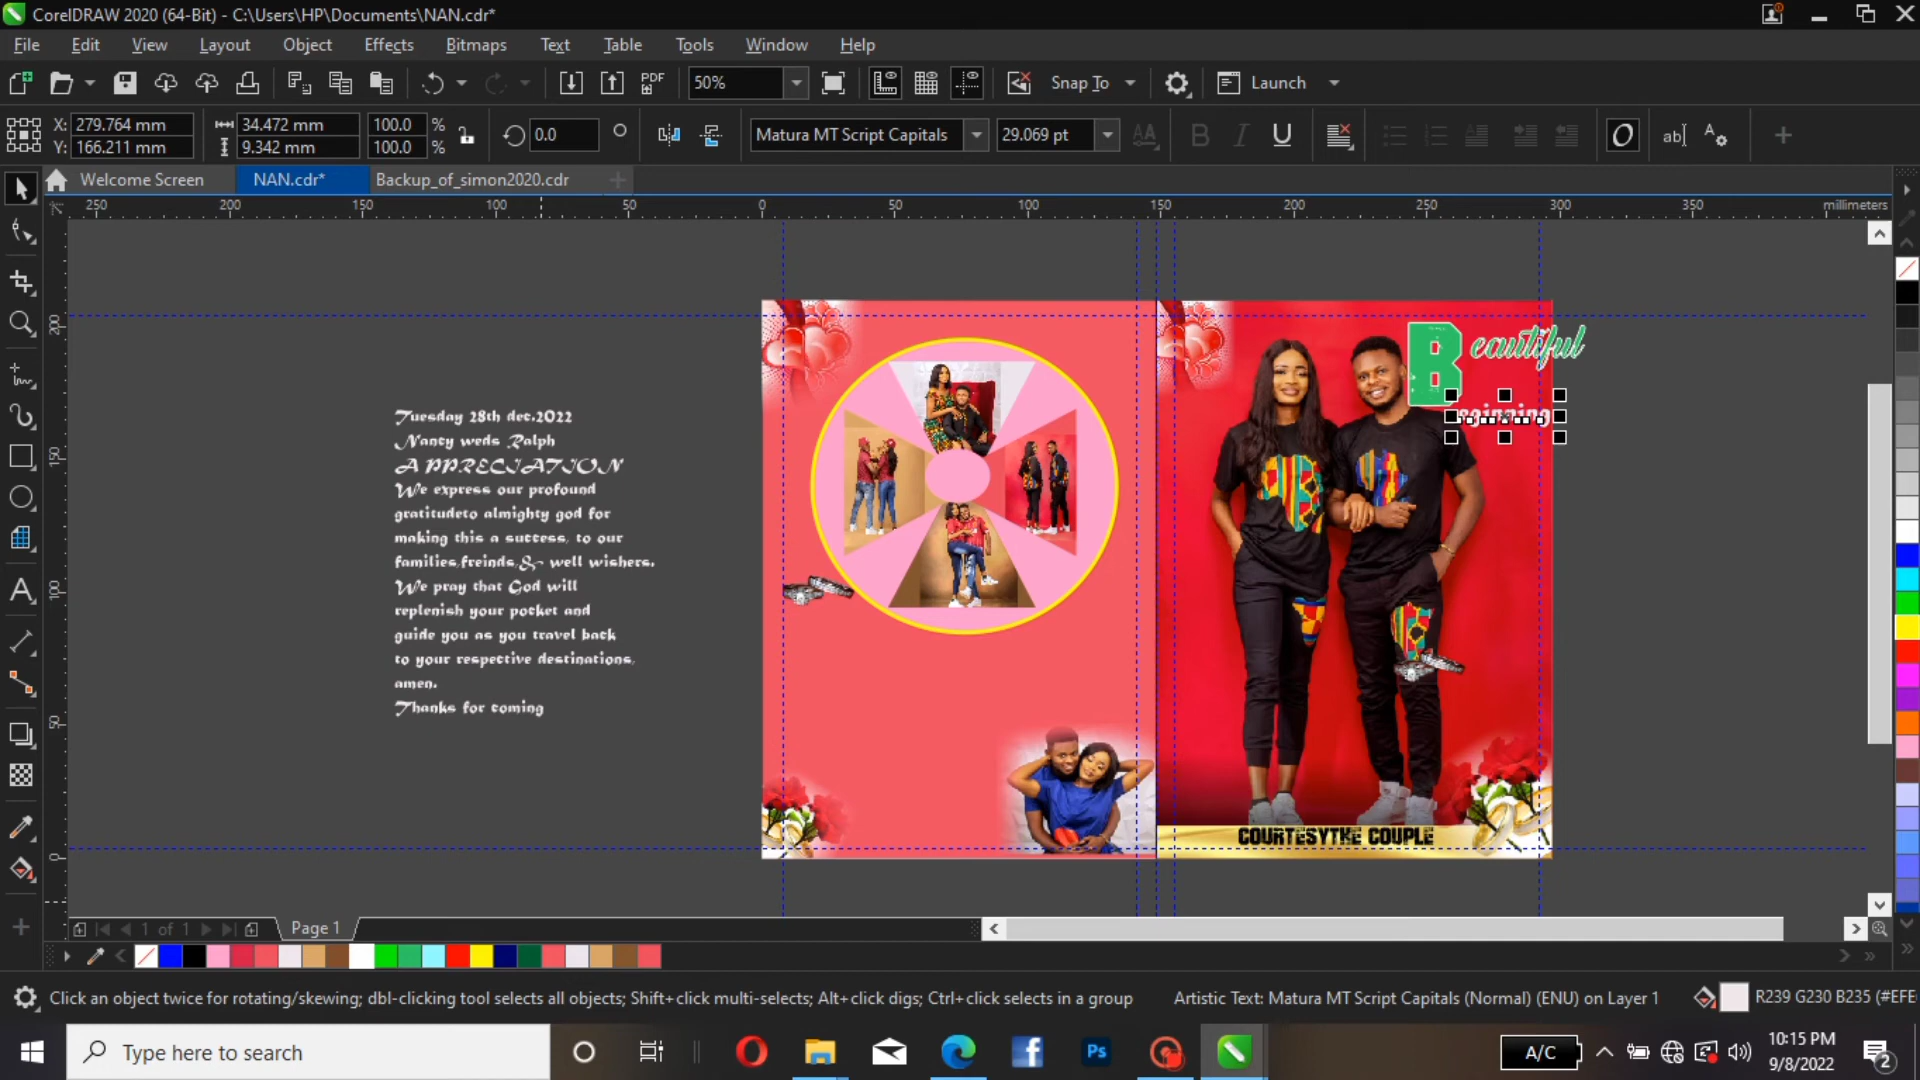 CorelDRAW 2020 (64-Bit) - C:\Users\HP\Documents\NAN.cdr*
File Edit View Layout Object Effects Bitmaps Text Table Tools Window Help
PDF 50% Snap To Launch
X: 279.764 mm 34.472 mm 100.0 % 0.0 Matura MT Script Capitals 29.069 pt
Y: 166.211 mm 9.342 mm 100.0 %
Welcome Screen NAN.cdr* Backup_of_simon2020.cdr
250 200 150 100 50 0 50 100 150 200 250 300 350 millimeters
200
150
100
50
0
Tuesday 28th dec.2022
Nancy weds Ralph
APPRECIATION
We express our profound
gratitudeto almighty god for
making this a success, to our
families,freinds,& well wishers.
We pray that God will
replenish your pocket and
guide you as you travel back
to your respective destinations,
amen.
Thanks for coming
Beautiful
COURTESYTHE COUPLE
1 of 1 Page 1
Click an object twice for rotating/skewing; dbl-clicking tool selects all objects; Shift+click multi-selects; Alt+click digs; Ctrl+click selects in a group Artistic Text: Matura MT Script Capitals (Normal) (ENU) on Layer 1 R239 G230 B235 (#EFE
Type here to search
Ps
A/C
10:15 PM
9/8/2022
2